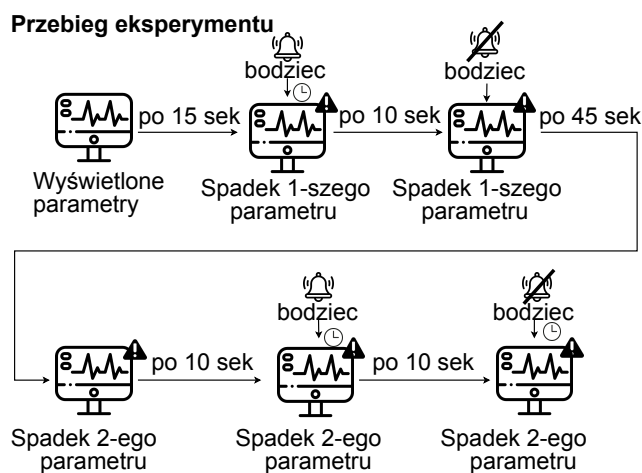 Przebieg eksperymentu
bodziec
bodziec
po 15 sek
po 10 sek
po 45 sek
Wyświetlone
parametry
Spadek 1-szego
parametru
Spadek 1-szego
parametru
bodziec
bodziec
po 10 sek
po 10 sek
Spadek 2-ego
parametru
Spadek 2-ego
parametru
Spadek 2-ego
parametru